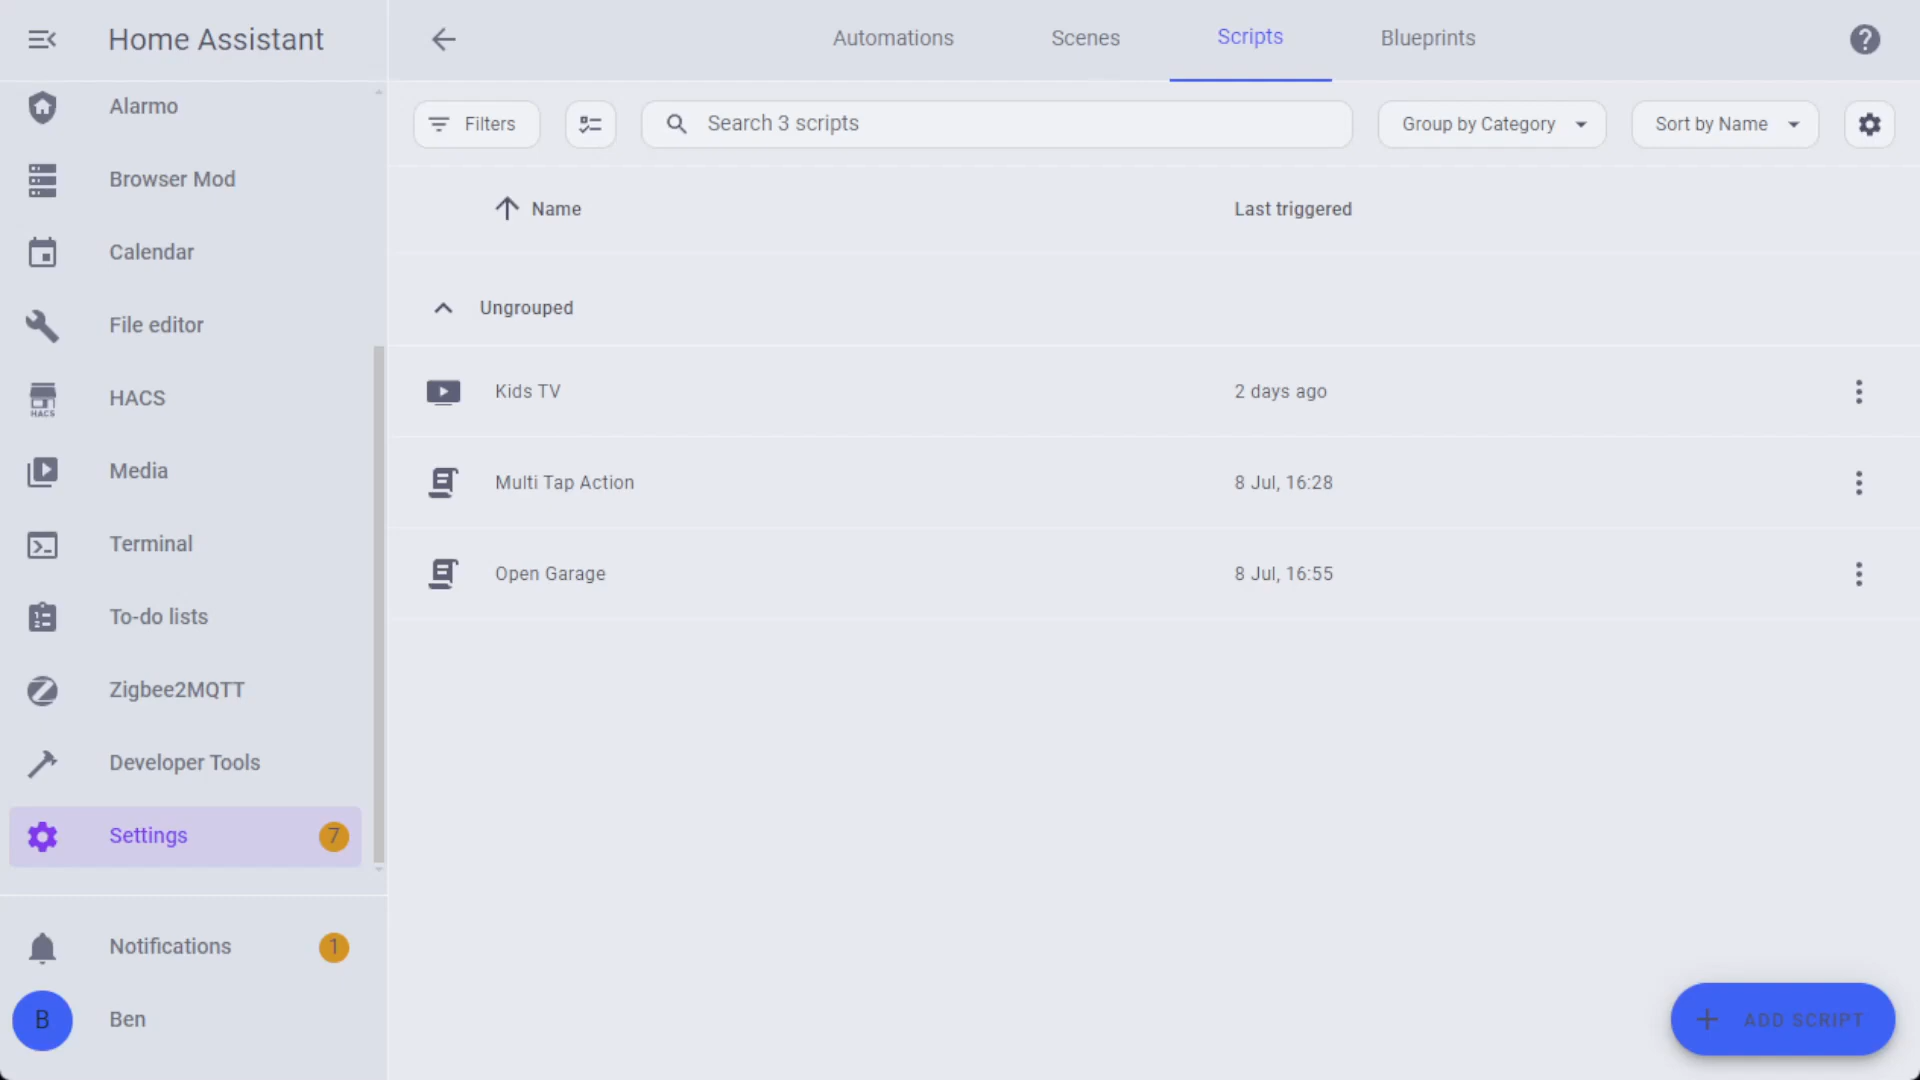 Home Assistant
Automations
Scenes
Scripts
Blueprints
Alarmo
Browser Mod
Calendar
File editor
HACS
HACS
Media
Terminal
To-do lists
Zigbee2MQTT
Developer Tools
Settings
7
Notifications
1
B
Ben
Filters
Search 3 scripts
Group by Category
Sort by Name
Name
Last triggered
Ungrouped
Kids TV
2 days ago
Multi Tap Action
8 Jul, 16:28
Open Garage
8 Jul, 16:55
ADD SCRIPT